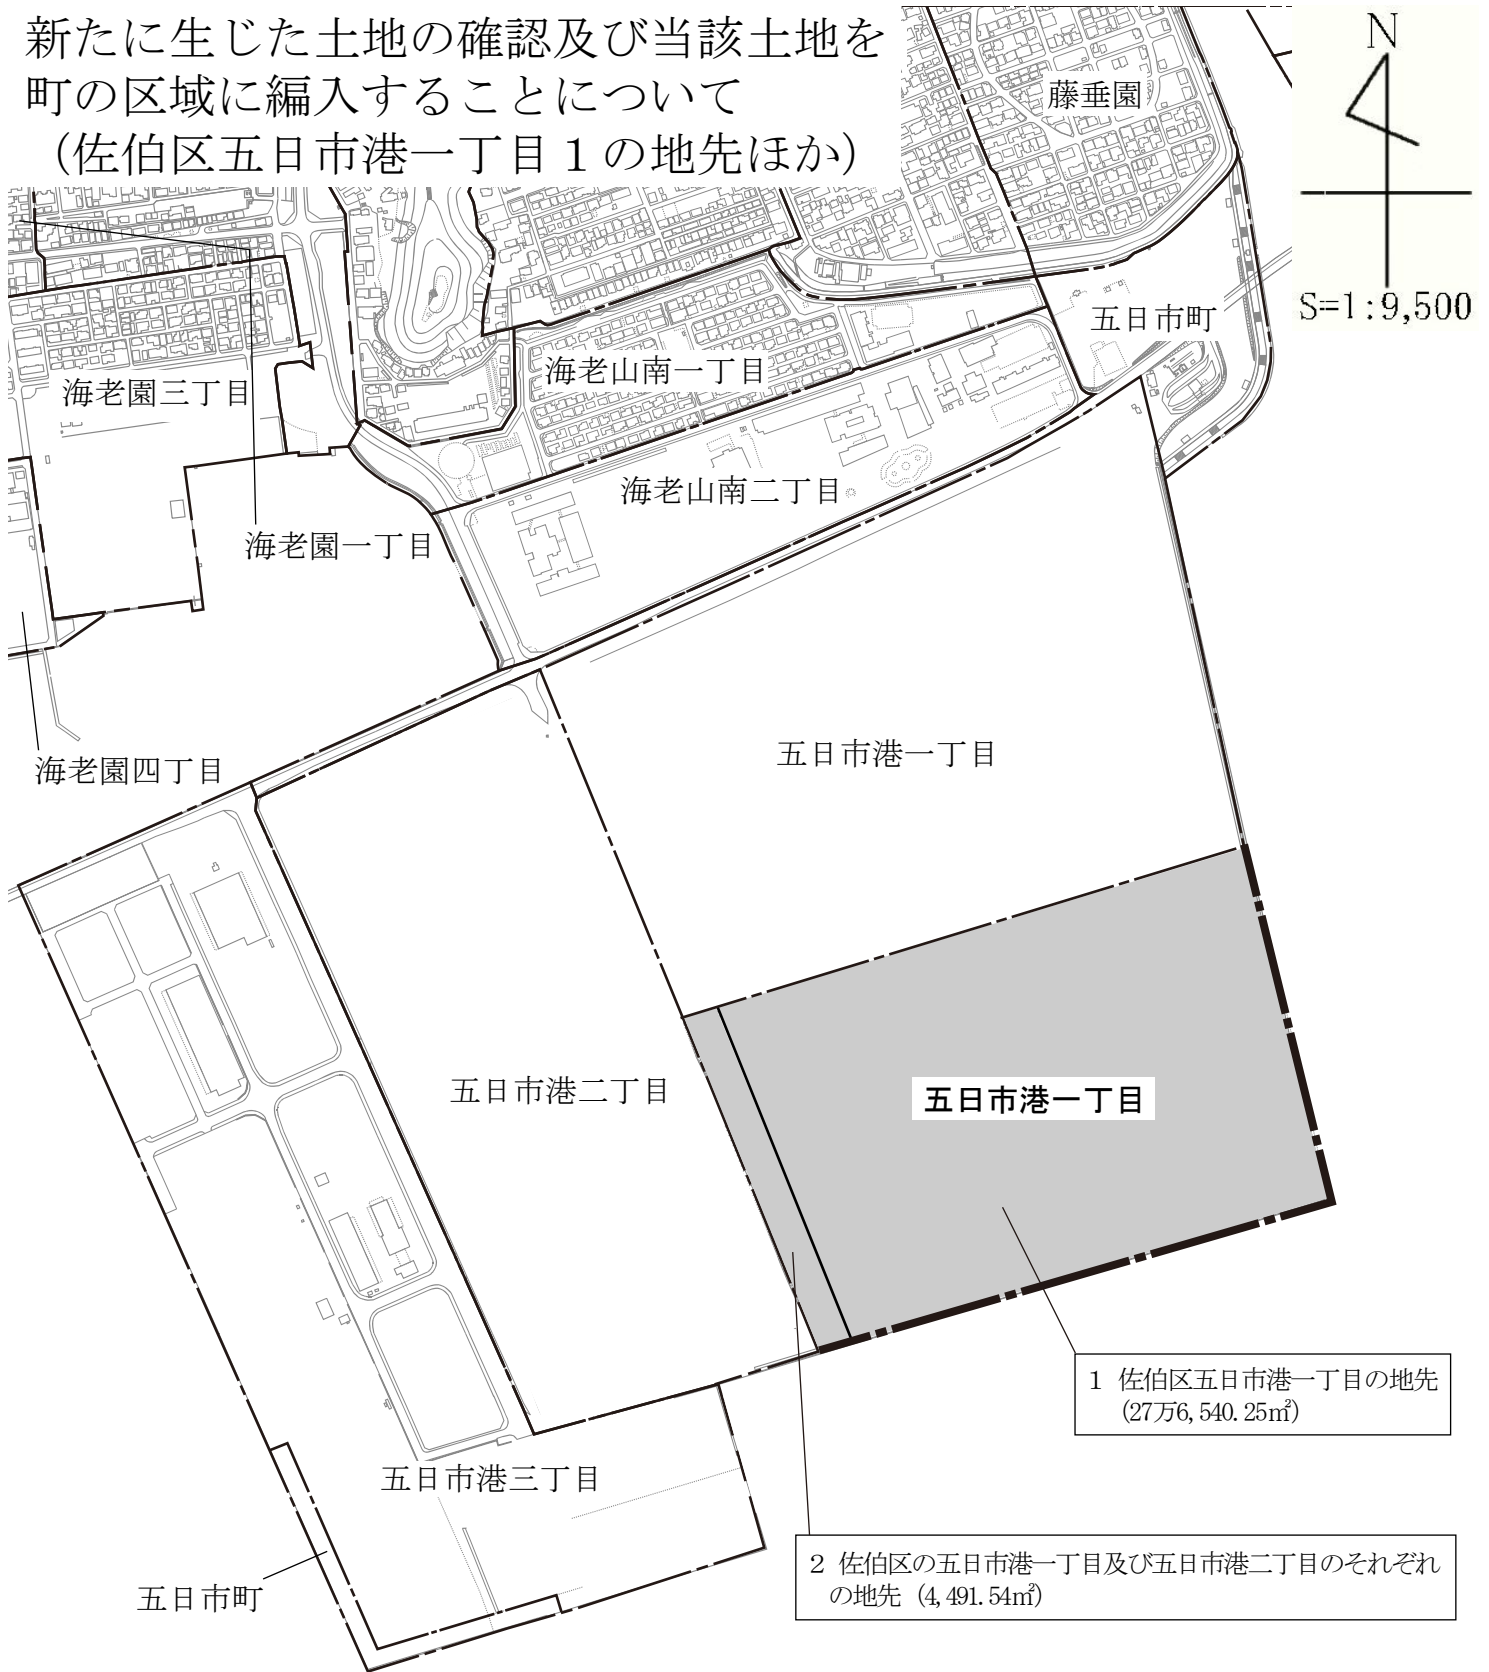 新たに生じた土地の確認及び当該土地を
町の区域に編入することについて
（佐伯区五日市港一丁目１の地先ほか）
N
S=1:9,500
藤垂園
五日市町
海老山南一丁目
海老園三丁目
海老山南二丁目
海老園一丁目
五日市港一丁目
海老園四丁目
五日市港二丁目
五日市港一丁目
1 佐伯区五日市港一丁目の地先
(27万6,540.25㎡)
五日市港三丁目
2 佐伯区の五日市港一丁目及び五日市港二丁目のそれぞれ
の地先 (4,491.54㎡)
五日市町